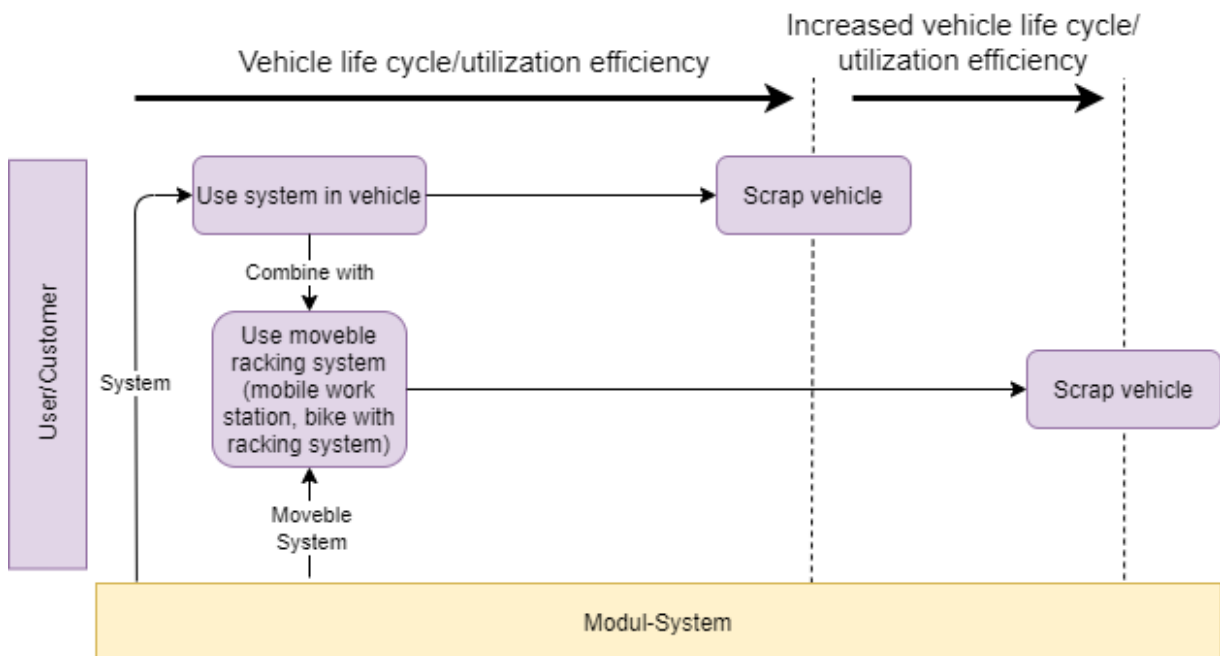 Vehicle life cycle/utilization efficiency
Increased vehicle life cycle/
utilization efficiency
User/Customer
Use system in vehicle
Scrap vehicle
Combine with
Use moveble
racking system
(mobile work
station, bike with
racking system)
System
Scrap vehicle
Moveble
System
Modul-System